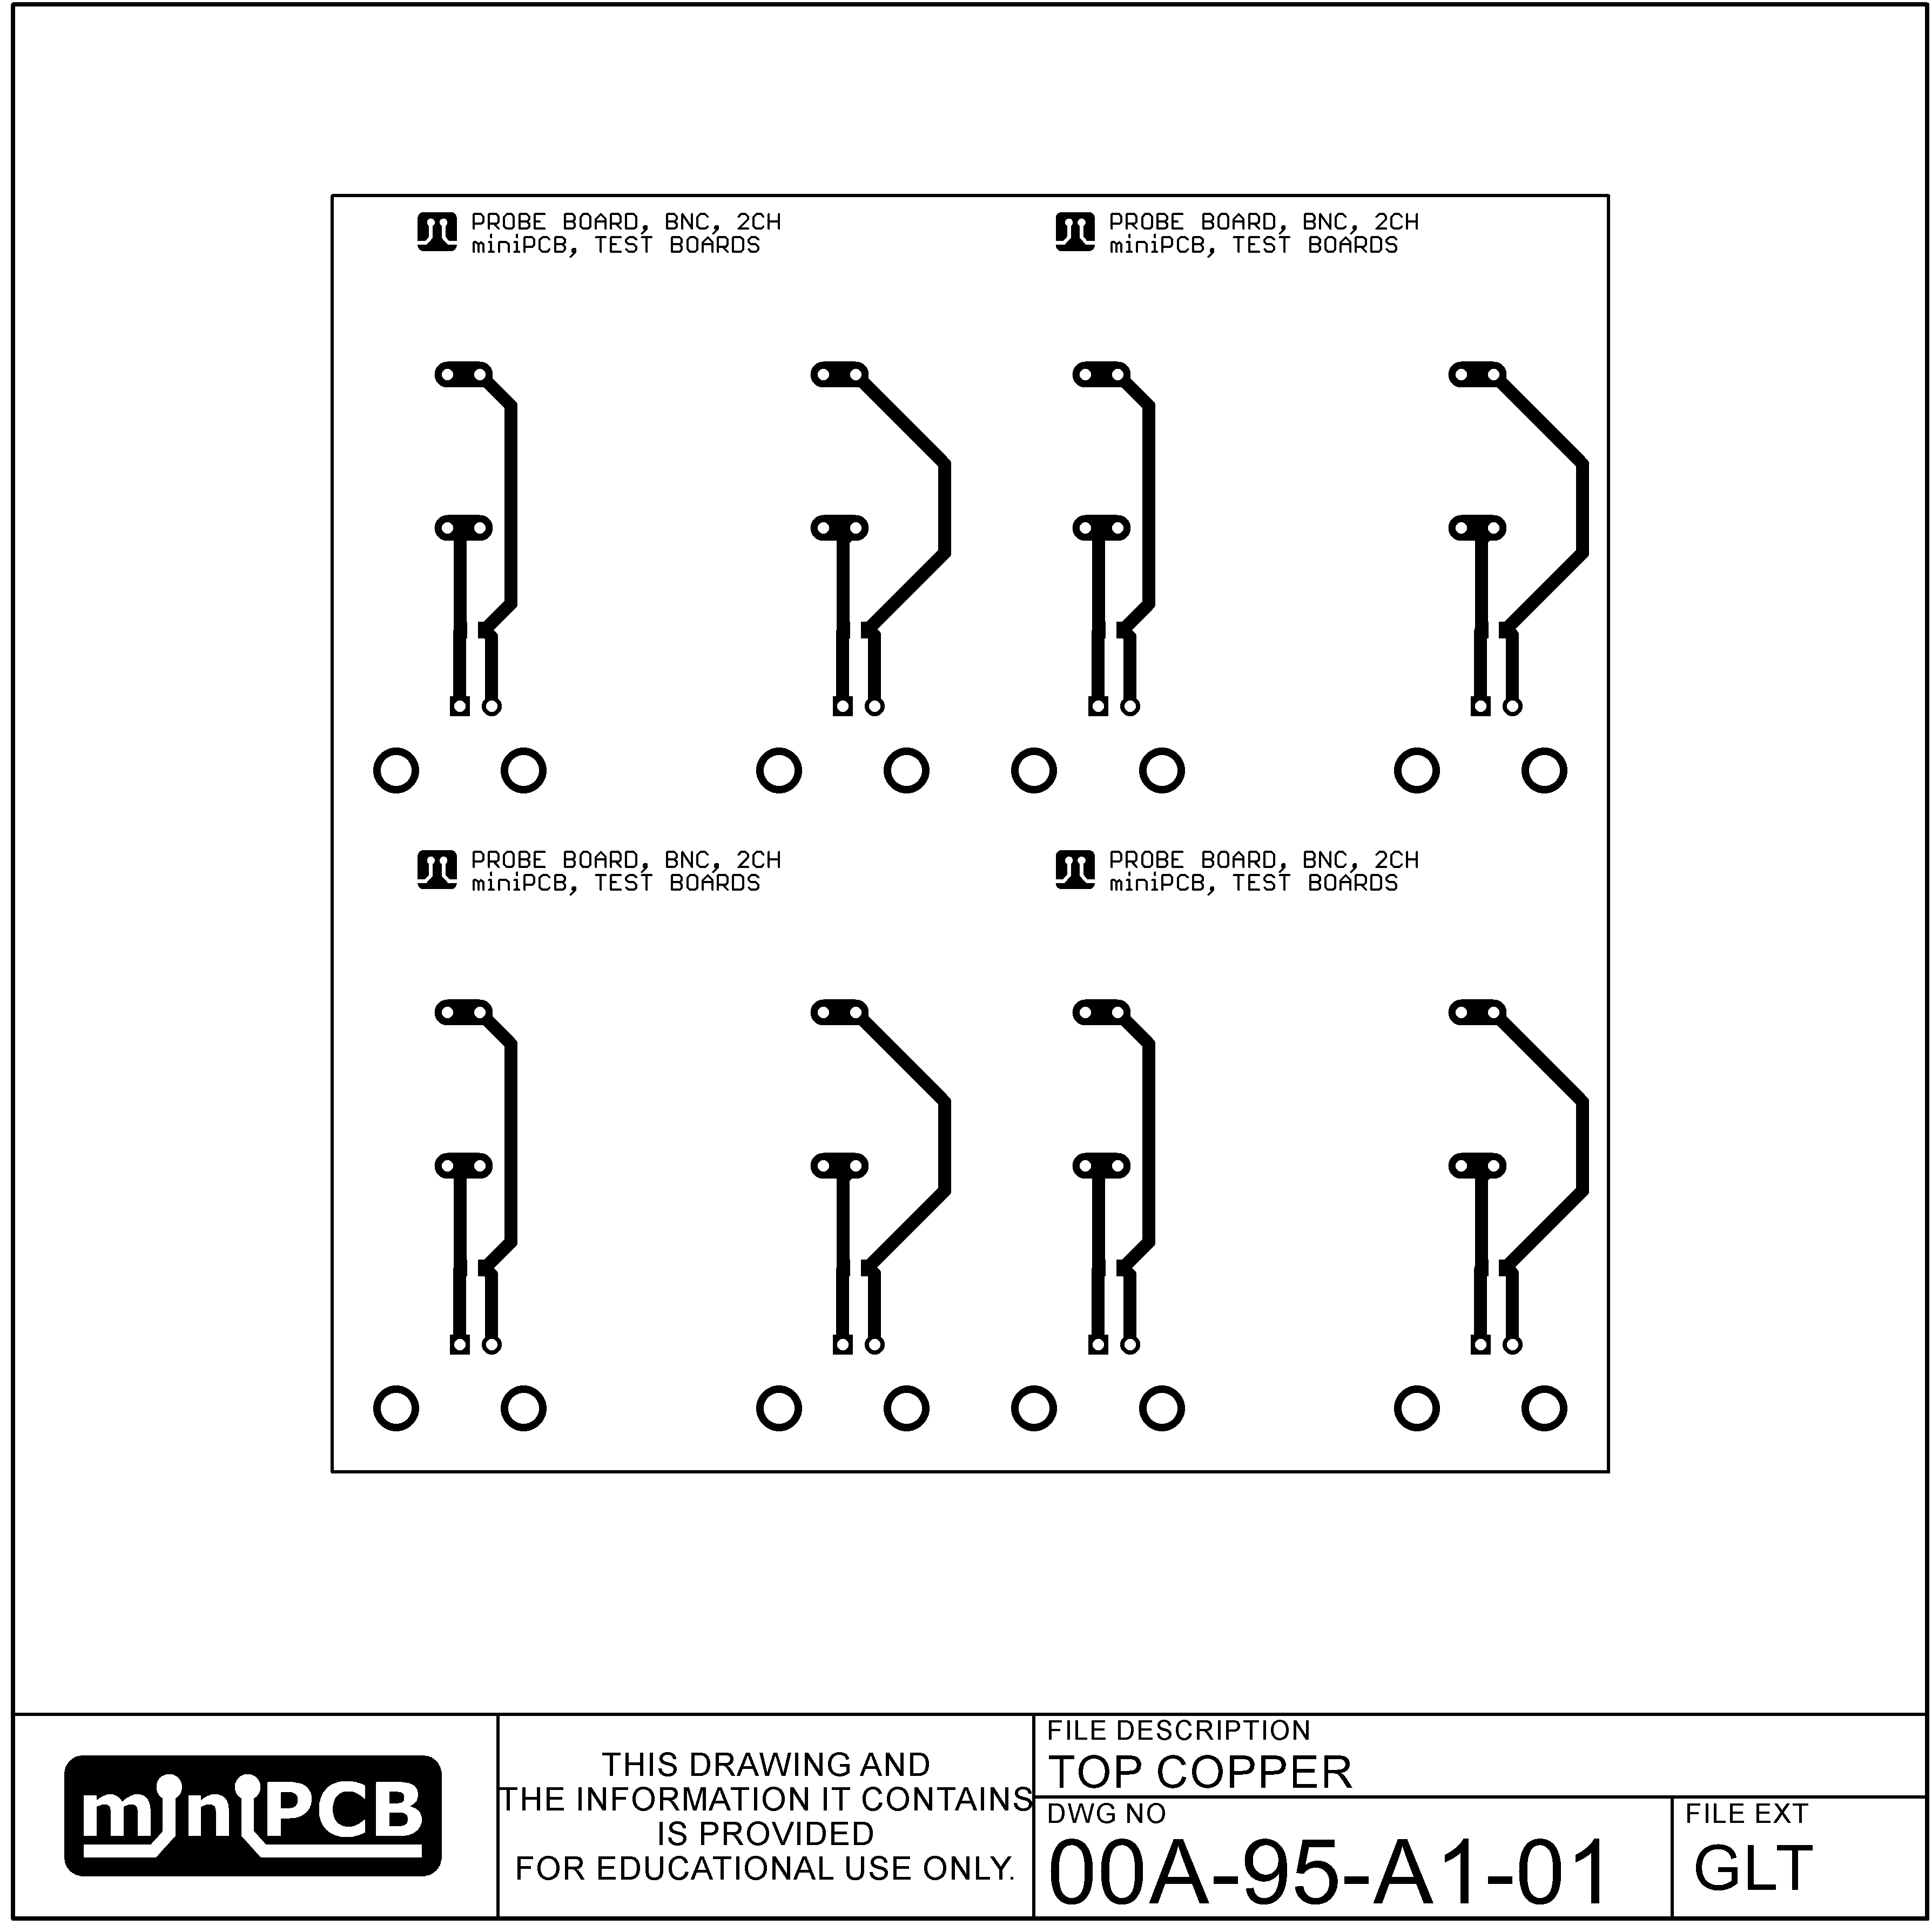 PROBE BOARD, BNC, 2CH
miniPCB, TEST BOARDS
PROBE BOARD, BNC, 2CH
miniPCB, TEST BOARDS
PROBE BOARD, BNC, 2CH
miniPCB, TEST BOARDS
PROBE BOARD, BNC, 2CH
miniPCB, TEST BOARDS
miniPCB
THIS DRAWING AND
THE INFORMATION IT CONTAINS
IS PROVIDED
FOR EDUCATIONAL USE ONLY.
FILE DESCRIPTION
TOP COPPER
DWG NO
00A-95-A1-01
FILE EXT
GLT